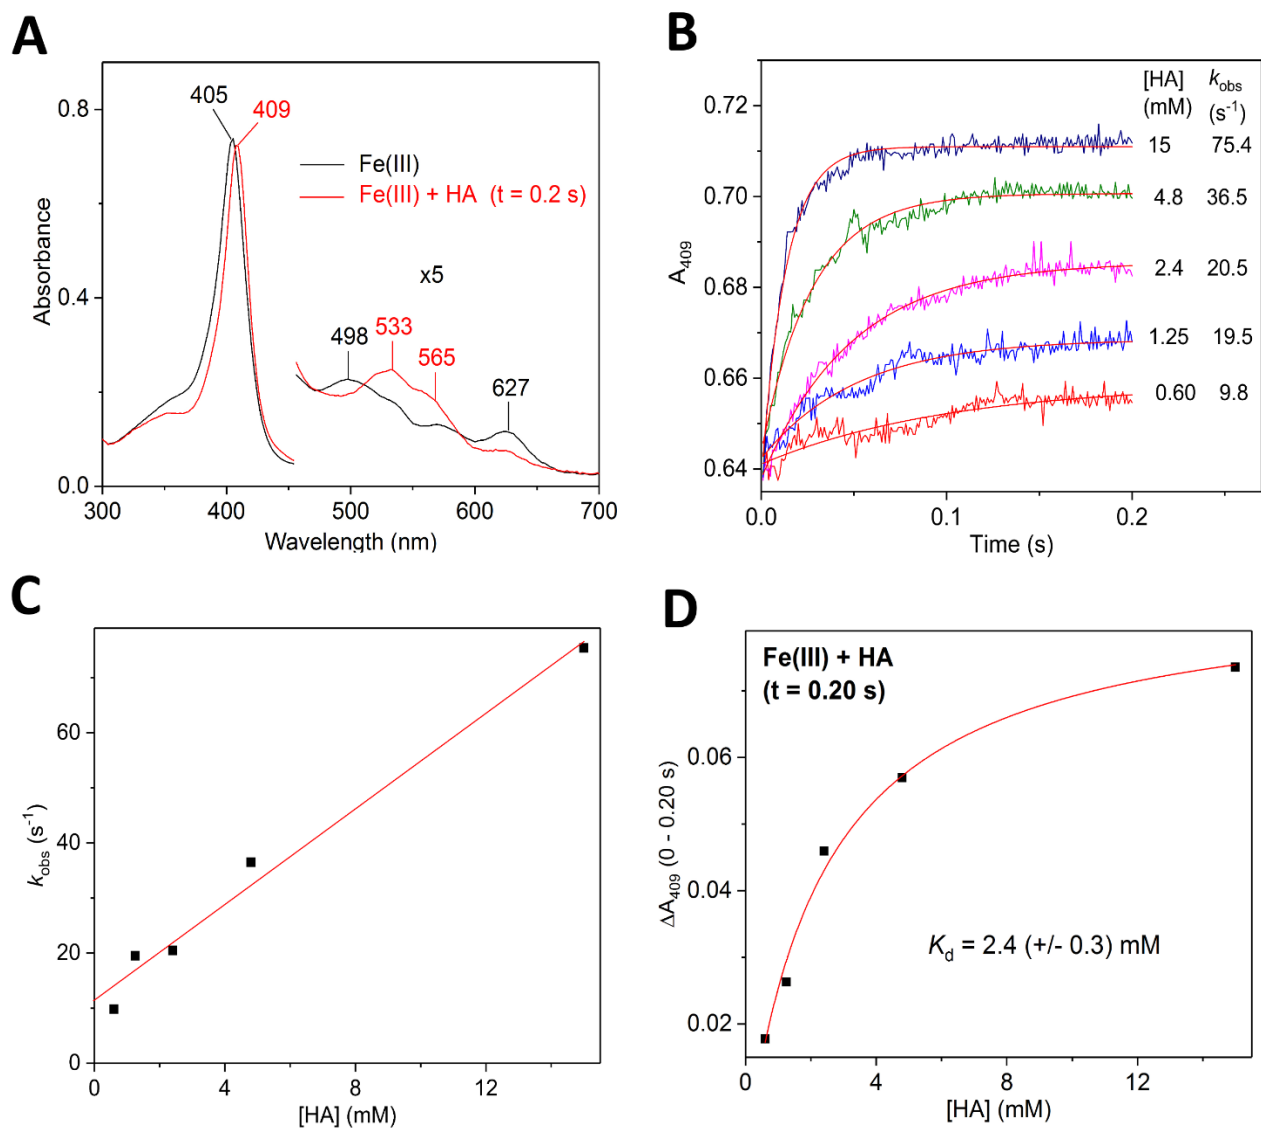 A
0.8
0.4
0.0
Absorbance
405
409
Fe(III)
Fe(III) + HA (t = 0.2 s)
x5
498
533
565
627
300
400
500
600
700
Wavelength (nm)
B
0.72
0.70
0.68
0.66
0.64
A409
[HA] kobs
(mM) (s-1)
15 75.4
4.8 36.5
2.4 20.5
1.25 19.5
0.60 9.8
0.0
0.1
0.2
Time (s)
C
60
40
20
0
kobs (s-1)
0
4
8
12
[HA] (mM)
D
Fe(III) + HA
(t = 0.20 s)
0.06
0.04
0.02
ΔA409 (0 - 0.20 s)
Kd = 2.4 (+/- 0.3) mM
0
4
8
12
[HA] (mM)